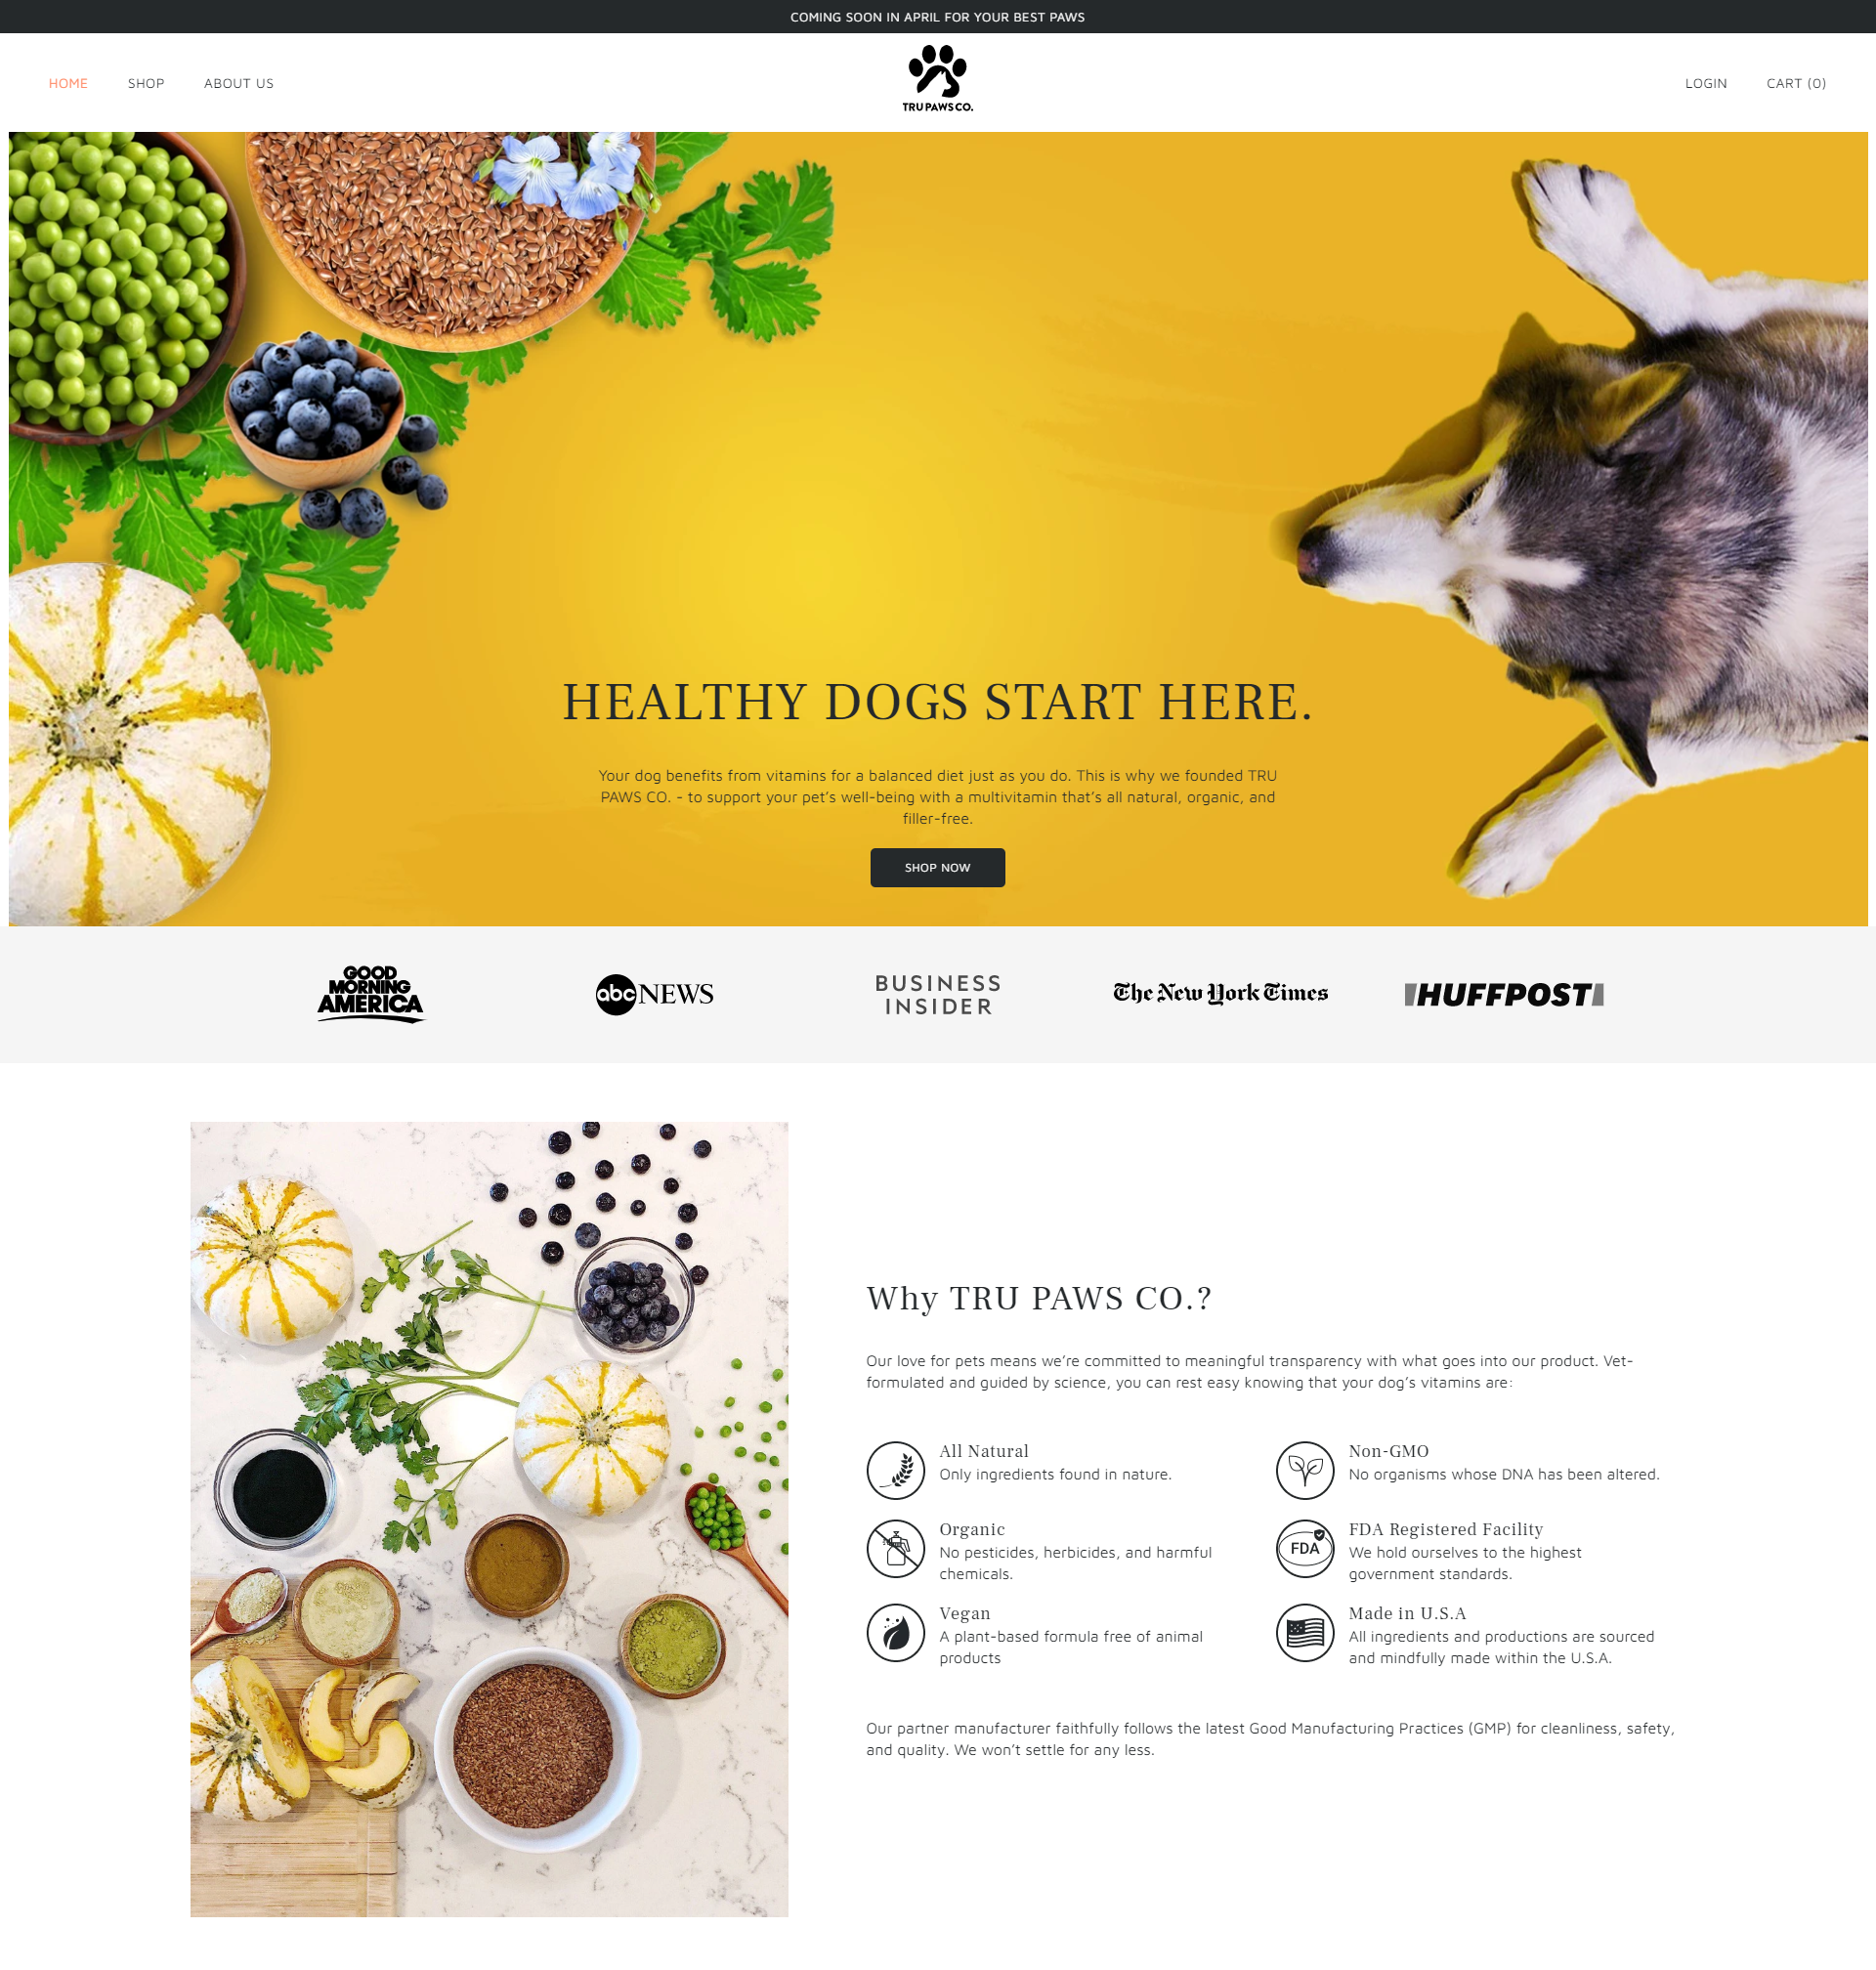 COMING SOON IN APRIL FOR YOUR BEST PAWS
HOME SHOP ABOUT US
TRU PAWS CO.
LOGIN CART (0)
HEALTHY DOGS START HERE.
Your dog benefits from vitamins for a balanced diet just as you do. This is why we founded TRU
PAWS CO. - to support your pet’s well-being with a multivitamin that’s all natural, organic, and
filler-free.
SHOP NOW
GOOD
MORNING
AMERICA
abc NEWS
BUSINESS
INSIDER
The New York Times
HUFFPOST
Why TRU PAWS CO.?
Our love for pets means we’re committed to meaningful transparency with what goes into our product. Vet-
formulated and guided by science, you can rest easy knowing that your dog’s vitamins are:
All Natural
Only ingredients found in nature.
Non-GMO
No organisms whose DNA has been altered.
Organic
No pesticides, herbicides, and harmful
chemicals.
FDA
FDA Registered Facility
We hold ourselves to the highest
government standards.
Vegan
A plant-based formula free of animal
products
Made in U.S.A
All ingredients and productions are sourced
and mindfully made within the U.S.A.
Our partner manufacturer faithfully follows the latest Good Manufacturing Practices (GMP) for cleanliness, safety,
and quality. We won’t settle for any less.